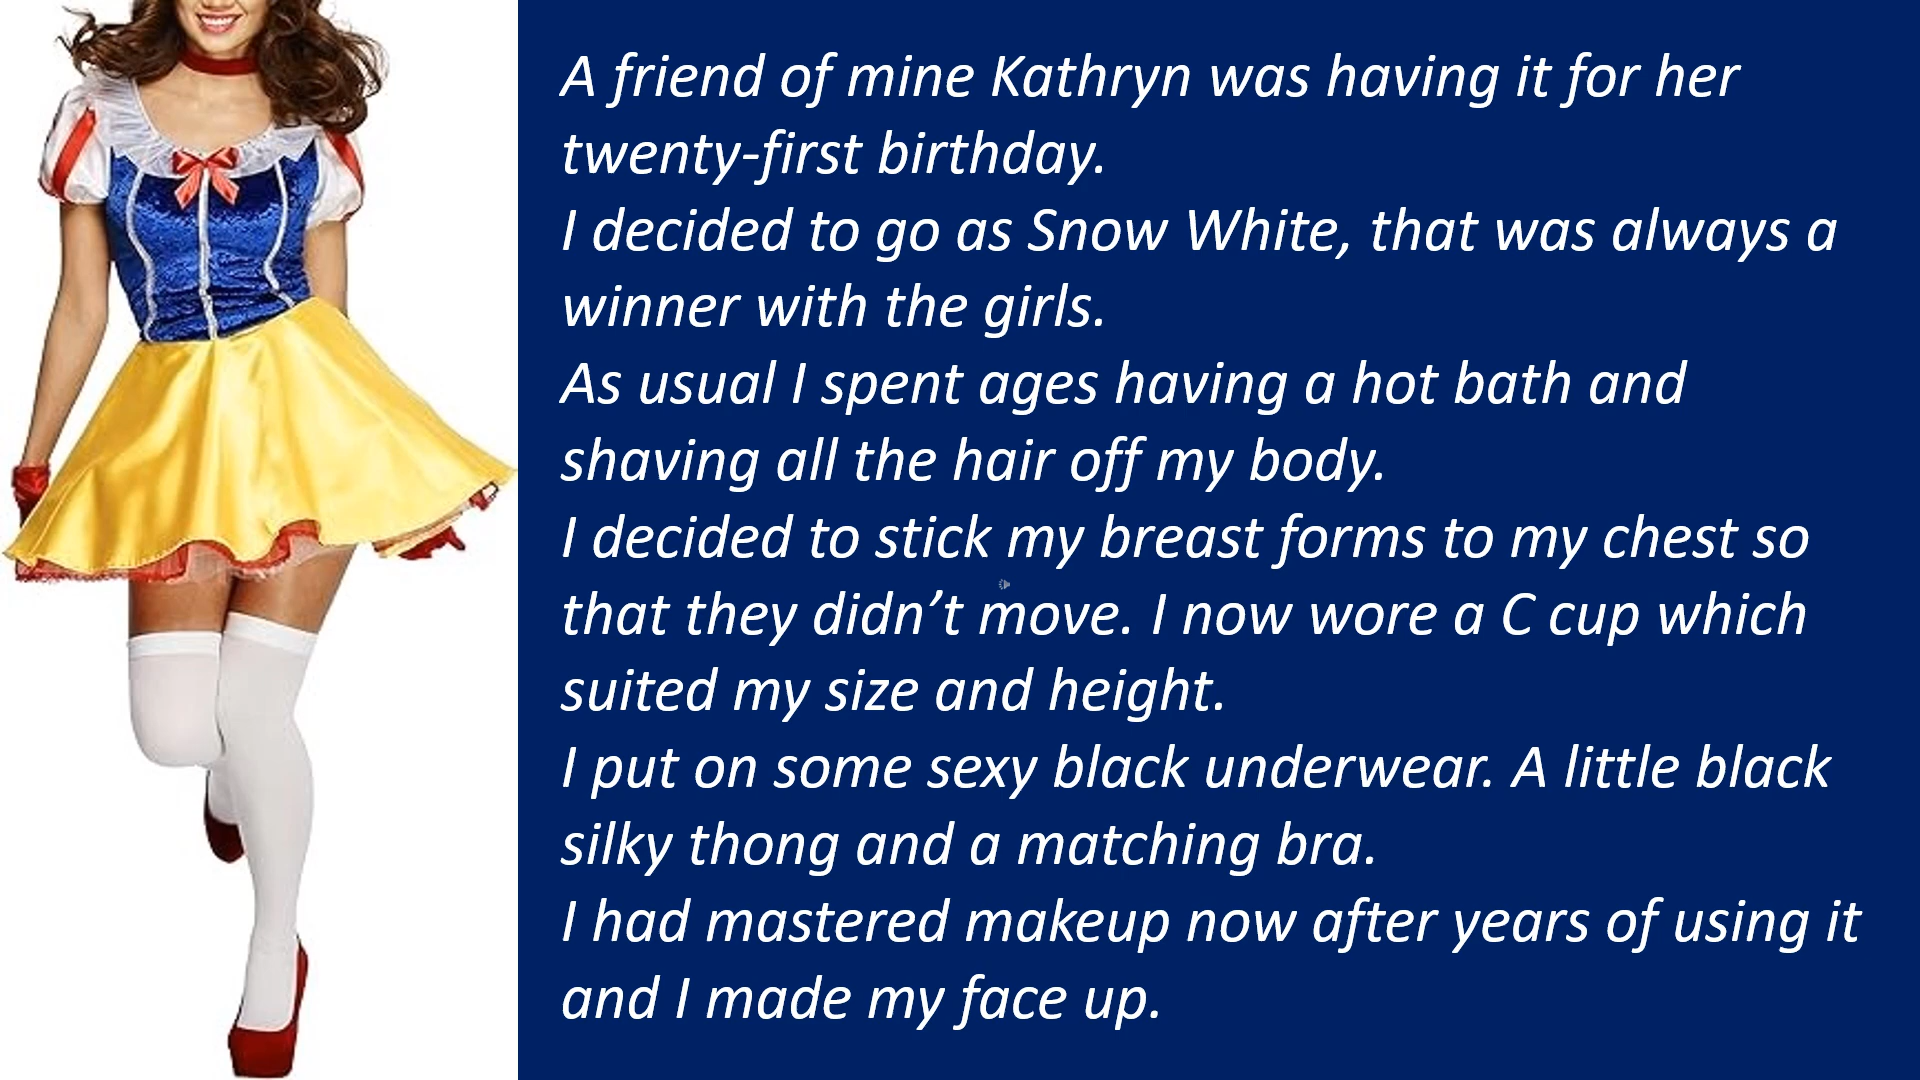 A friend of mine Kathryn was having it for her
twenty-first birthday.
I decided to go as Snow White, that was always a
winner with the girls.
As usual I spent ages having a hot bath and
shaving all the hair off my body.
I decided to stick my breast forms to my chest so
that they didn’t move. I now wore a C cup which
suited my size and height.
I put on some sexy black underwear. A little black
silky thong and a matching bra.
I had mastered makeup now after years of using it
and I made my face up.